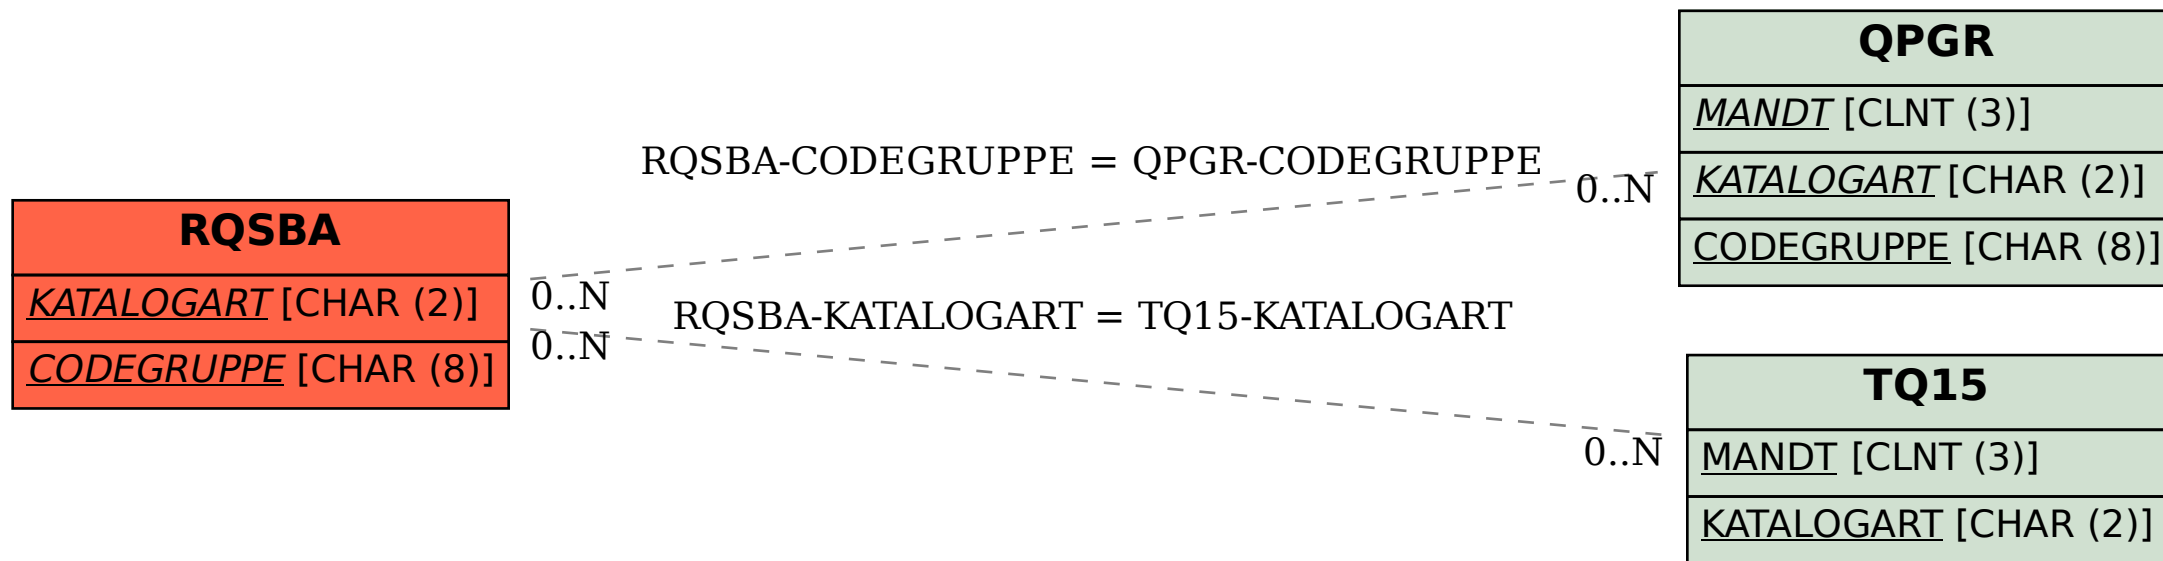 QPGR
MANDT [CLNT (3)]
KATALOGART [CHAR (2)]
CODEGRUPPE [CHAR (8)]
RQSBA-CODEGRUPPE = QPGR-CODEGRUPPE
0..N
RQSBA
KATALOGART [CHAR (2)]
CODEGRUPPE [CHAR (8)]
0..N
0..N
RQSBA-KATALOGART = TQ15-KATALOGART
0..N
TQ15
MANDT [CLNT (3)]
KATALOGART [CHAR (2)]